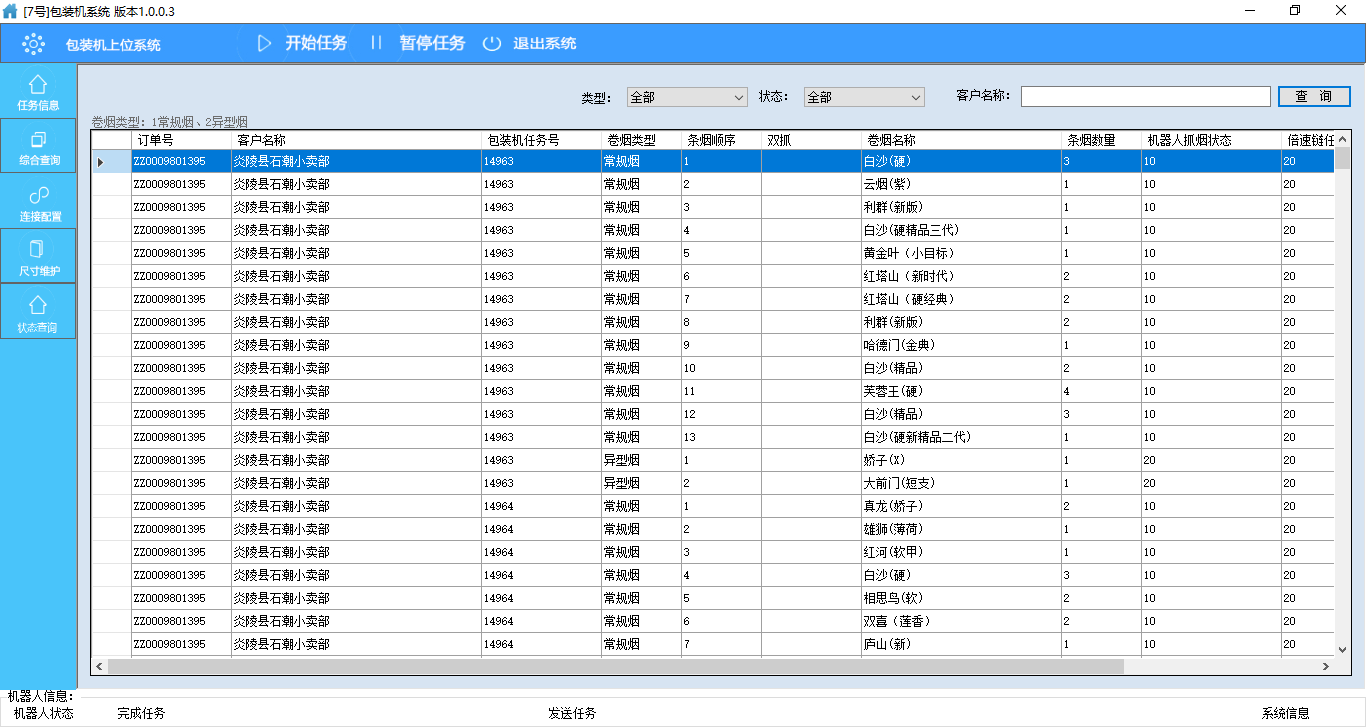 [7号]包装机系统 版本1.0.0.3
包装机上位系统 开始任务 暂停任务 退出系统
任务信息
综合查询
连接配置
尺寸维护
状态查询
类型： 全部 状态： 全部 客户名称： 查 询
卷烟类型：1常规烟、2异型烟
订单号 客户名称 包装机任务号 卷烟类型 条烟顺序 双抓 卷烟名称 条烟数量 机器人抓烟状态 倍速链任
ZZ0009801395 炎陵县石潮小卖部 14963 常规烟 1 白沙(硬) 3 10 20
ZZ0009801395 炎陵县石潮小卖部 14963 常规烟 2 云烟(紫) 1 10 20
ZZ0009801395 炎陵县石潮小卖部 14963 常规烟 3 利群(新版) 1 10 20
ZZ0009801395 炎陵县石潮小卖部 14963 常规烟 4 白沙(硬精品三代) 1 10 20
ZZ0009801395 炎陵县石潮小卖部 14963 常规烟 5 黄金叶（小目标） 1 10 20
ZZ0009801395 炎陵县石潮小卖部 14963 常规烟 6 红塔山（新时代） 2 10 20
ZZ0009801395 炎陵县石潮小卖部 14963 常规烟 7 红塔山（硬经典） 2 10 20
ZZ0009801395 炎陵县石潮小卖部 14963 常规烟 8 利群(新版) 2 10 20
ZZ0009801395 炎陵县石潮小卖部 14963 常规烟 9 哈德门(金典) 1 10 20
ZZ0009801395 炎陵县石潮小卖部 14963 常规烟 10 白沙(精品) 2 10 20
ZZ0009801395 炎陵县石潮小卖部 14963 常规烟 11 芙蓉王(硬) 4 10 20
ZZ0009801395 炎陵县石潮小卖部 14963 常规烟 12 白沙(精品) 3 10 20
ZZ0009801395 炎陵县石潮小卖部 14963 常规烟 13 白沙(硬新精品二代) 1 10 20
ZZ0009801395 炎陵县石潮小卖部 14963 异型烟 1 娇子(X) 1 20 20
ZZ0009801395 炎陵县石潮小卖部 14963 异型烟 2 大前门(短支) 1 20 20
ZZ0009801395 炎陵县石潮小卖部 14964 常规烟 1 真龙(娇子) 2 10 20
ZZ0009801395 炎陵县石潮小卖部 14964 常规烟 2 雄狮(薄荷) 1 10 20
ZZ0009801395 炎陵县石潮小卖部 14964 常规烟 3 红河(软甲) 1 10 20
ZZ0009801395 炎陵县石潮小卖部 14964 常规烟 4 白沙(硬) 3 10 20
ZZ0009801395 炎陵县石潮小卖部 14964 常规烟 5 相思鸟(软) 2 10 20
ZZ0009801395 炎陵县石潮小卖部 14964 常规烟 6 双喜（莲香） 2 10 20
ZZ0009801395 炎陵县石潮小卖部 14964 常规烟 7 庐山(新) 1 10 20
机器人信息：
机器人状态 完成任务 发送任务 系统信息